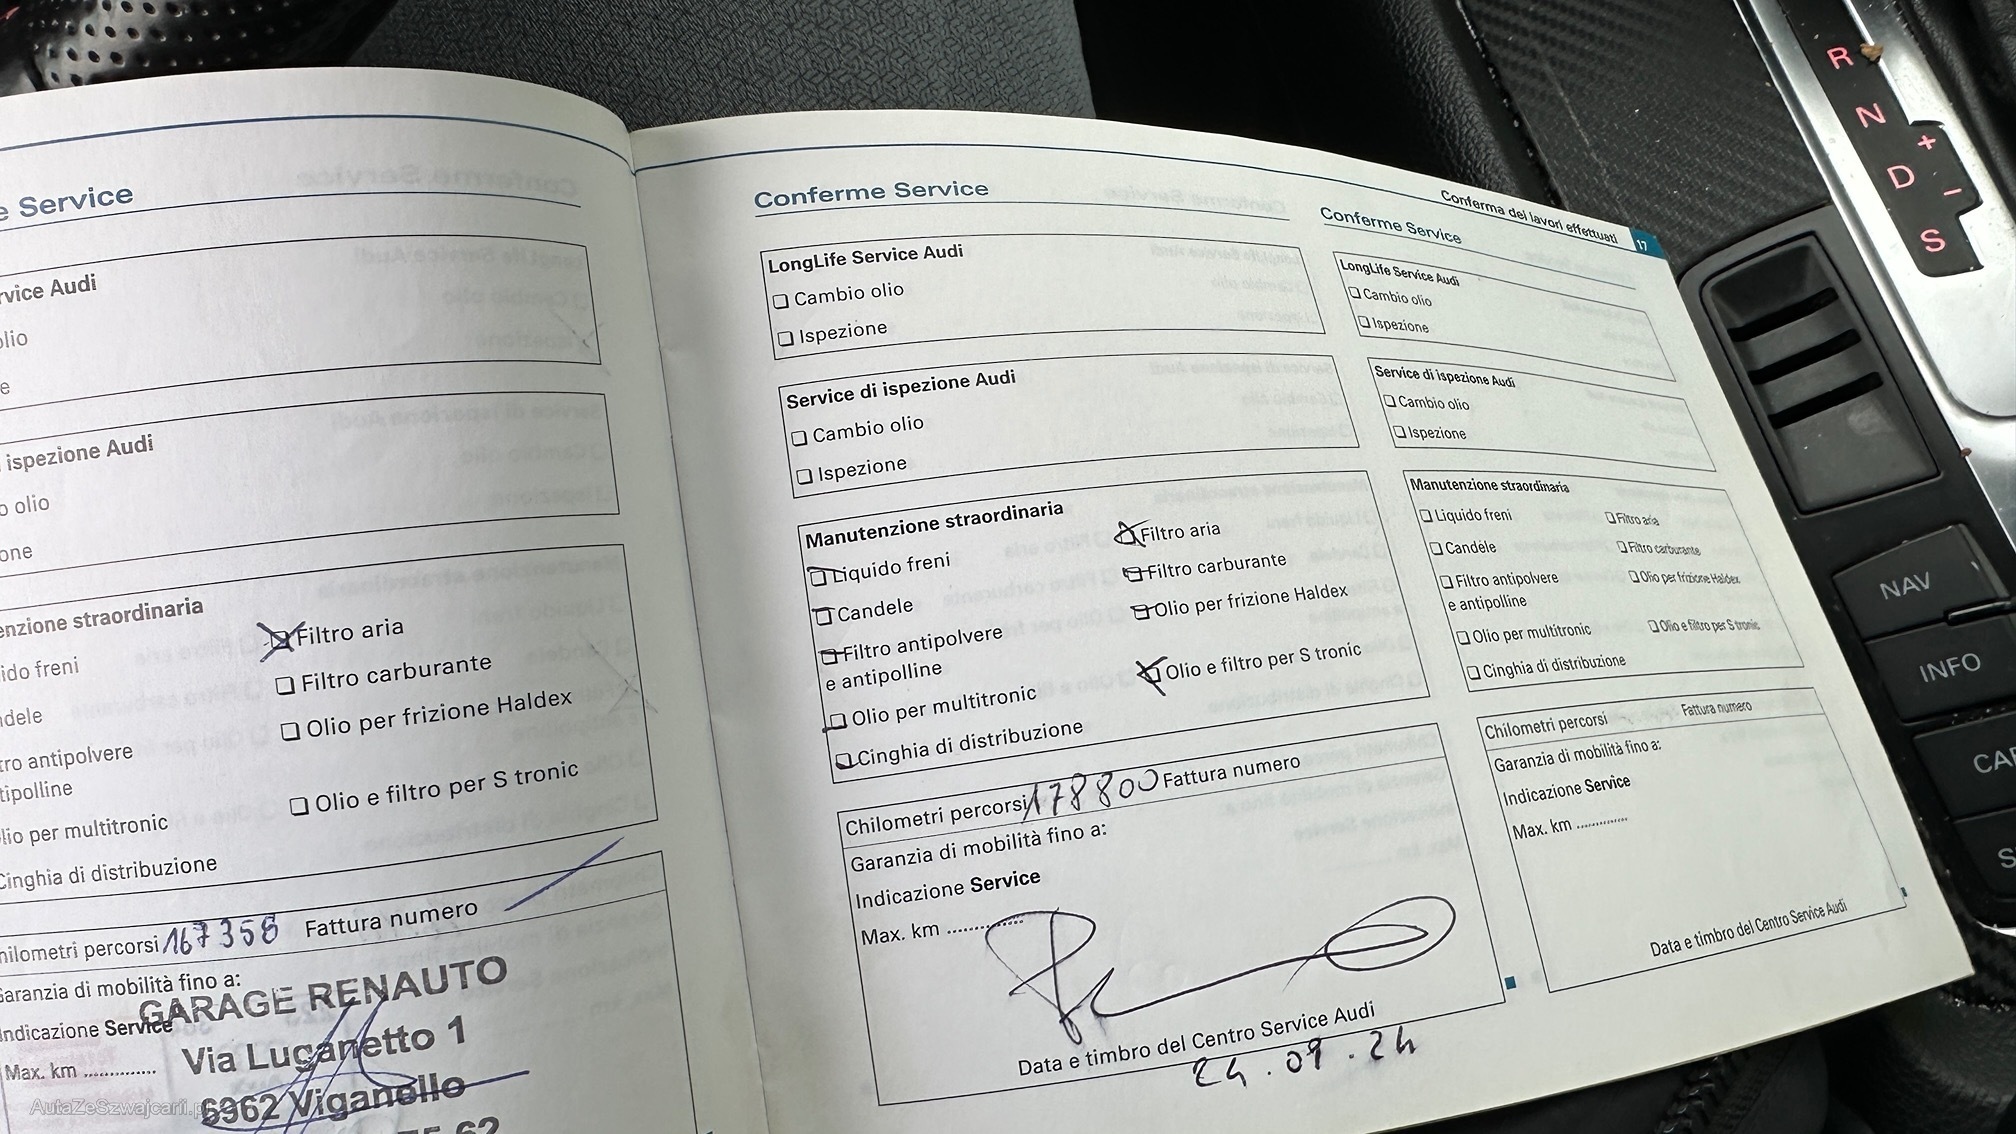 e Service
rvice Audi
olio
e
ispezione Audi
o olio
one
enzione straordinaria
ido freni
ndele
tro antipolvere
tipolline
lio per multitronic
Cinghia di distribuzione
Filtro aria
Filtro carburante
Olio per frizione Haldex
Olio e filtro per S tronic
hilometri percorsi 167358 Fattura numero
Garanzia di mobilità fino a:
Indicazione Service
Max. km ..............
GARAGE RENAUTO
Via Luganetto 1
6962 Viganello
Conferma dei lavori effettuati 17
Conferme Service
LongLife Service Audi
Cambio olio
Ispezione
Service di ispezione Audi
Cambio olio
Ispezione
Manutenzione straordinaria
Liquido freni
Candele
Filtro antipolvere
e antipolline
Olio per multitronic
Cinghia di distribuzione
Filtro aria
Filtro carburante
Olio per frizione Haldex
Olio e filtro per S tronic
Chilometri percorsi 178800 Fattura numero
Garanzia di mobilità fino a:
Indicazione Service
Max. km ..............
Data e timbro del Centro Service Audi
24.09.24
Conferme Service
LongLife Service Audi
Cambio olio
Ispezione
Service di ispezione Audi
Cambio olio
Ispezione
Manutenzione straordinaria
Liquido freni
Candele
Filtro antipolvere
e antipolline
Olio per multitronic
Cinghia di distribuzione
Filtro aria
Filtro carburante
Olio per frizione Haldex
Olio e filtro per S tronic
Chilometri percorsi Fattura numero
Garanzia di mobilità fino a:
Indicazione Service
Max. km ..............
Data e timbro del Centro Service Audi
R
N
+
D
−
S
NAV
INFO
CA
S